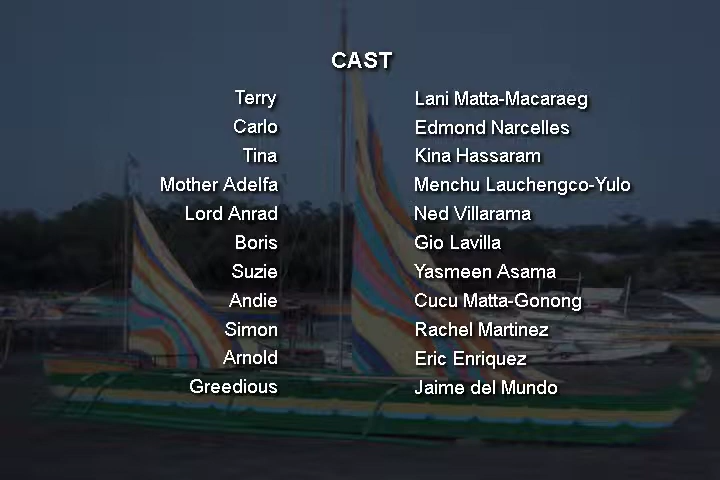 CAST
Terry Lani Matta-Macaraeg
Carlo Edmond Narcelles
Tina Kina Hassaram
Mother Adelfa Menchu Lauchengco-Yulo
Lord Anrad Ned Villarama
Boris Gio Lavilla
Suzie Yasmeen Asama
Andie Cucu Matta-Gonong
Simon Rachel Martinez
Arnold Eric Enriquez
Greedious Jaime del Mundo